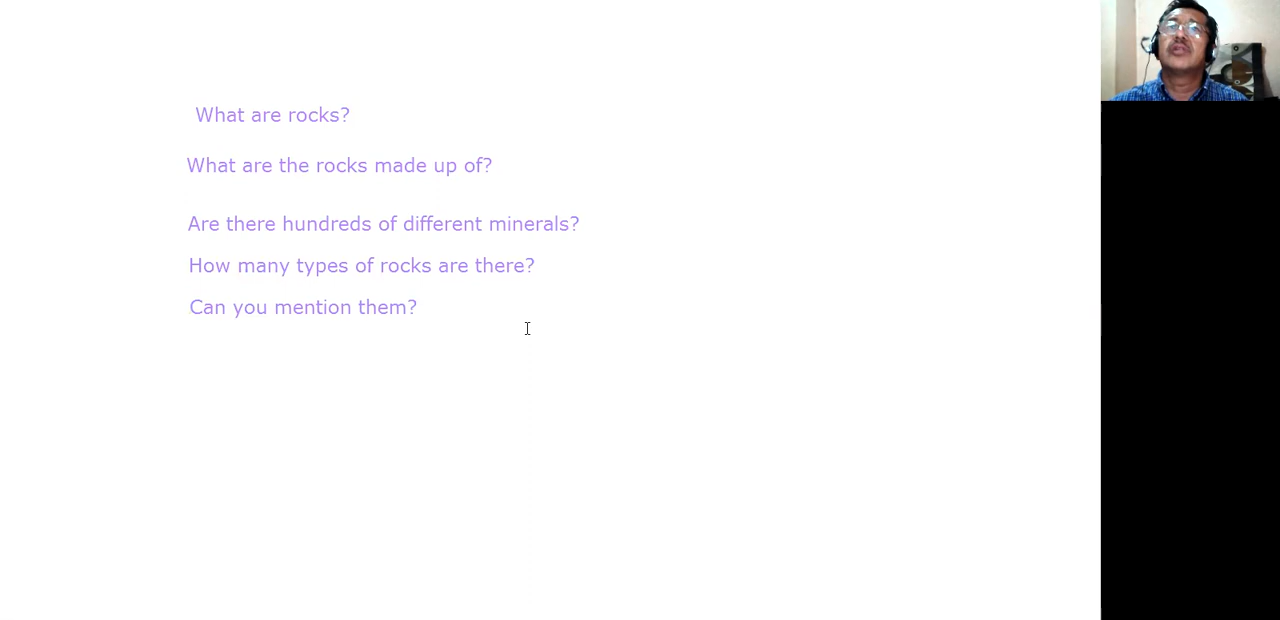 What are rocks?
What are the rocks made up of?
Are there hundreds of different minerals?
How many types of rocks are there?
Can you mention them?